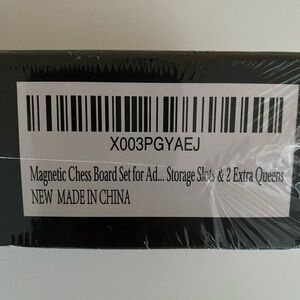 X003PGYAEJ
Magnetic Chess Board Set for Ad... Storage Slots & 2 Extra Queens
NEW MADE IN CHINA